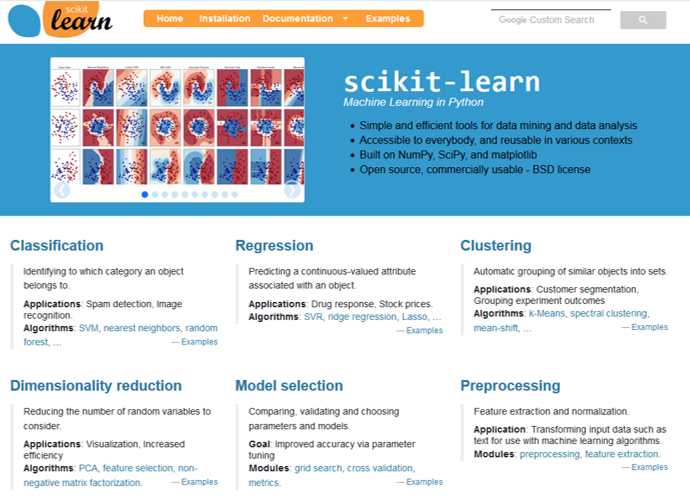 scikit
learn
Home Installation Documentation Examples
Google Custom Search
scikit-learn
Machine Learning in Python
Simple and efficient tools for data mining and data analysis
Accessible to everybody, and reusable in various contexts
Built on NumPy, SciPy, and matplotlib
Open source, commercially usable - BSD license
Classification
Identifying to which category an object
belongs to.
Applications: Spam detection, Image
recognition.
Algorithms: SVM, nearest neighbors, random
forest, ...
— Examples
Regression
Predicting a continuous-valued attribute
associated with an object.
Applications: Drug response, Stock prices.
Algorithms: SVR, ridge regression, Lasso, ...
— Examples
Clustering
Automatic grouping of similar objects into sets.
Applications: Customer segmentation,
Grouping experiment outcomes
Algorithms: k-Means, spectral clustering,
mean-shift, ...
— Examples
Dimensionality reduction
Reducing the number of random variables to
consider.
Applications: Visualization, Increased
efficiency
Algorithms: PCA, feature selection, non-
negative matrix factorization.
— Examples
Model selection
Comparing, validating and choosing
parameters and models.
Goal: Improved accuracy via parameter
tuning
Modules: grid search, cross validation,
metrics.
— Examples
Preprocessing
Feature extraction and normalization.
Application: Transforming input data such as
text for use with machine learning algorithms.
Modules: preprocessing, feature extraction.
— Examples